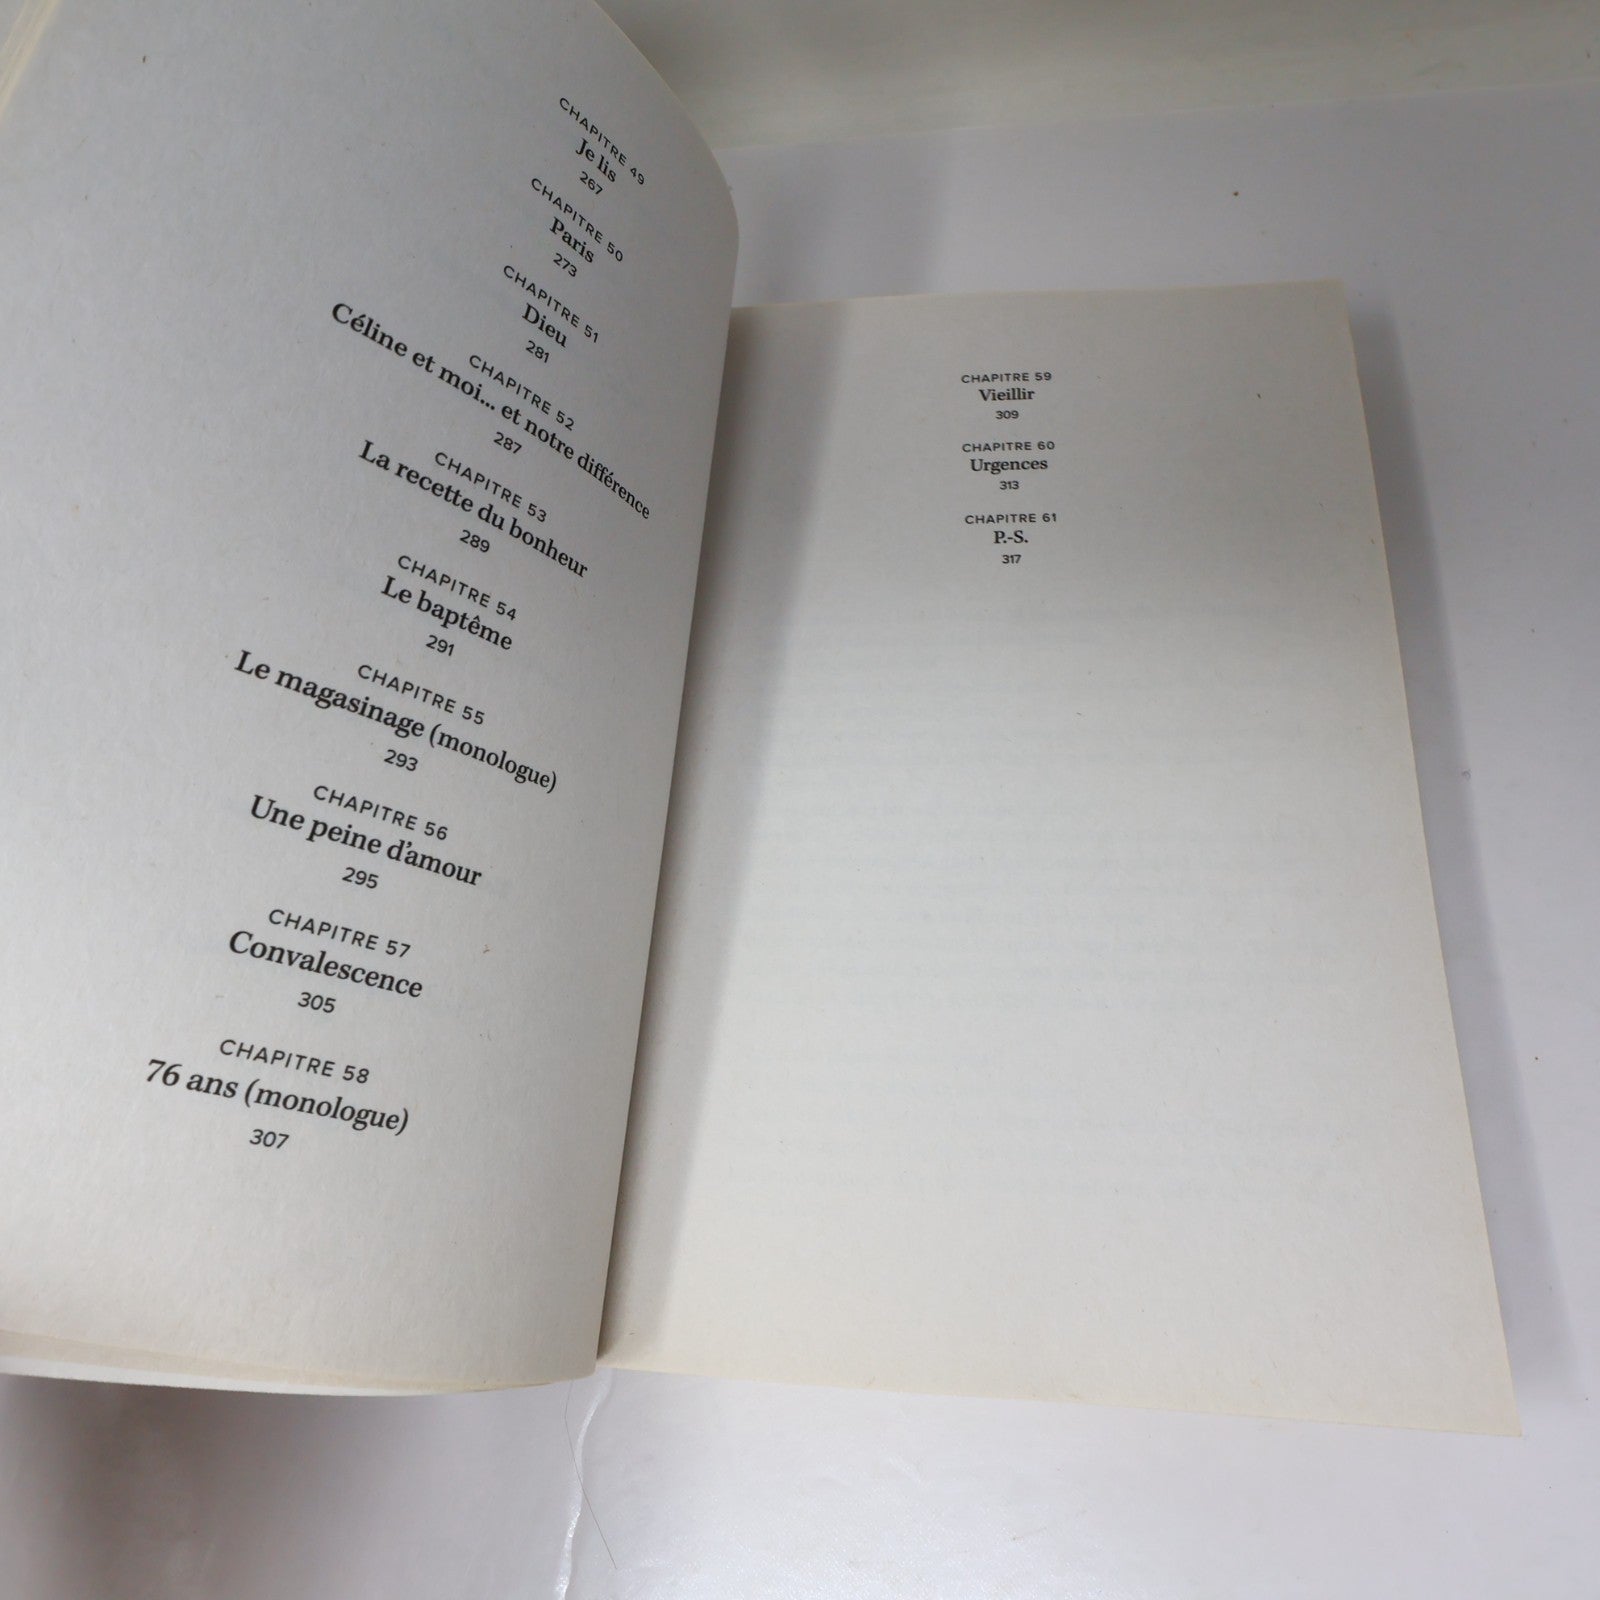 CHAPITRE 49
Je lis
267
CHAPITRE 50
Paris
273
CHAPITRE 51
Dieu
281
CHAPITRE 52
Céline et moi... et notre différence
287
CHAPITRE 53
La recette du bonheur
289
CHAPITRE 54
Le baptême
291
CHAPITRE 55
Le magasinage (monologue)
293
CHAPITRE 56
Une peine d'amour
295
CHAPITRE 57
Convalescence
305
CHAPITRE 58
76 ans (monologue)
307
CHAPITRE 59
Vieillir
309
CHAPITRE 60
Urgences
313
CHAPITRE 61
P.-S.
317